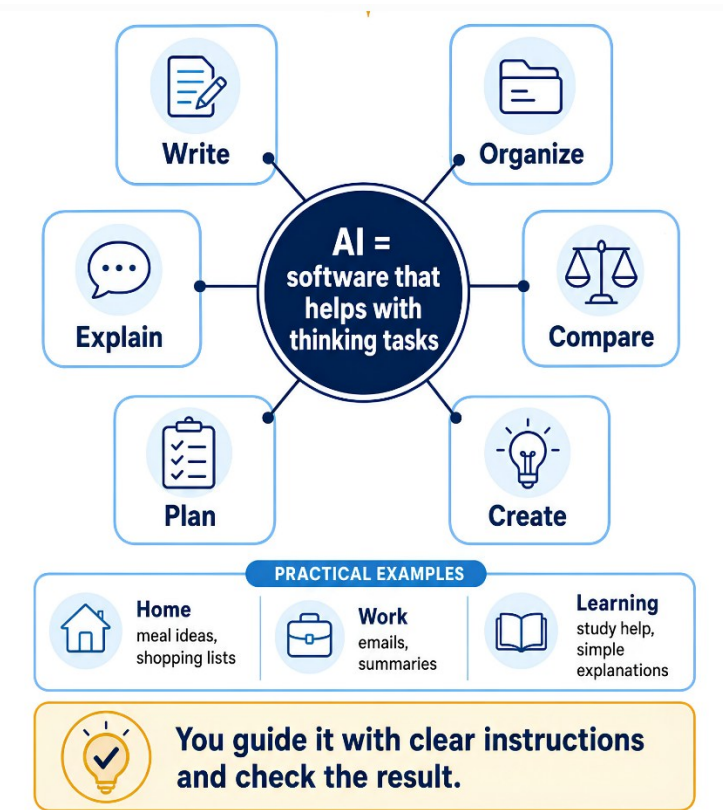 Write
Organize
AI =
software that
helps with
thinking tasks
Explain
Compare
Plan
Create
PRACTICAL EXAMPLES
Home
meal ideas,
shopping lists
Work
emails,
summaries
Learning
study help,
simple
explanations
You guide it with clear instructions
and check the result.